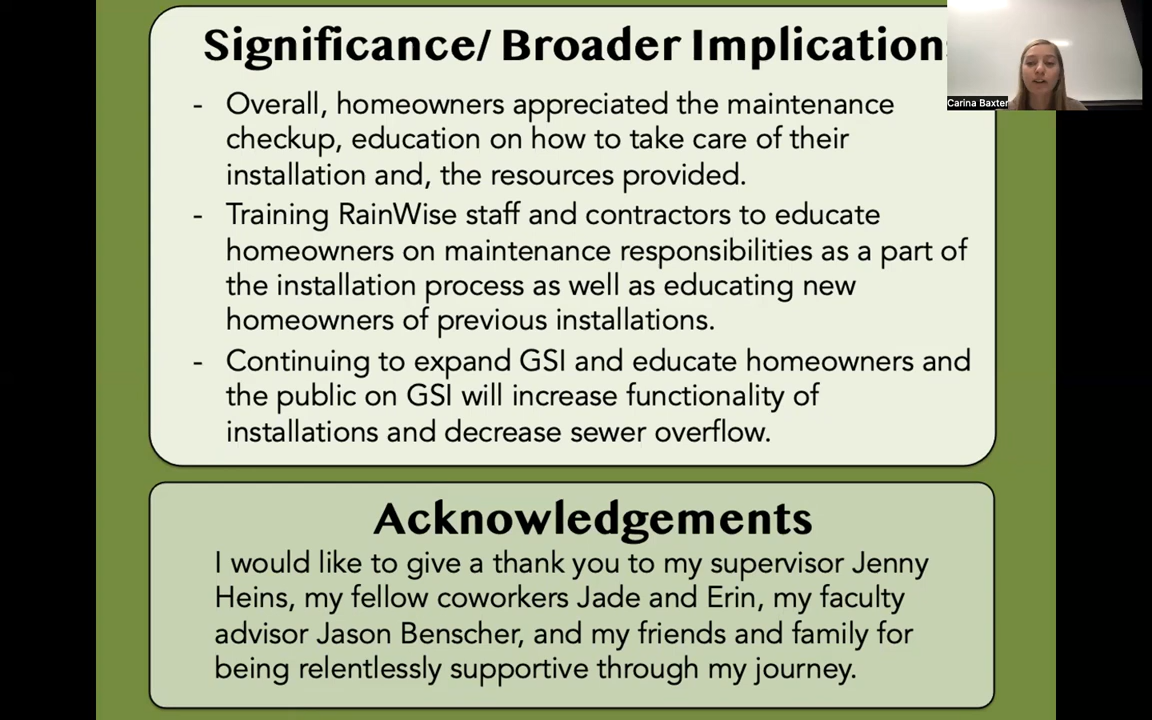 Significance/ Broader Implication
Carina Baxter
- Overall, homeowners appreciated the maintenance
checkup, education on how to take care of their
installation and, the resources provided.
- Training RainWise staff and contractors to educate
homeowners on maintenance responsibilities as a part of
the installation process as well as educating new
homeowners of previous installations.
- Continuing to expand GSI and educate homeowners and
the public on GSI will increase functionality of
installations and decrease sewer overflow.
Acknowledgements
I would like to give a thank you to my supervisor Jenny
Heins, my fellow coworkers Jade and Erin, my faculty
advisor Jason Benscher, and my friends and family for
being relentlessly supportive through my journey.